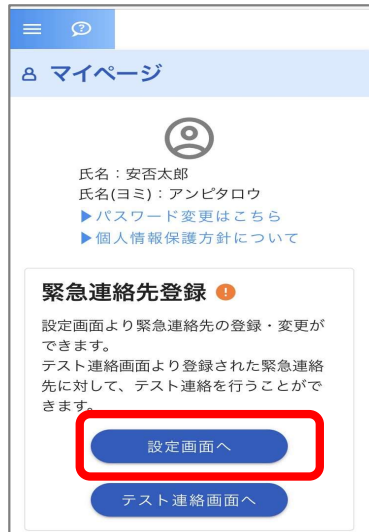 マイページ
氏名：安否太郎
氏名(ヨミ)：アンピタロウ
▶パスワード変更はこちら
▶個人情報保護方針について
緊急連絡先登録
設定画面より緊急連絡先の登録・変更が
できます。
テスト連絡画面より登録された緊急連絡
先に対して、テスト連絡を行うことがで
きます。
設定画面へ
テスト連絡画面へ